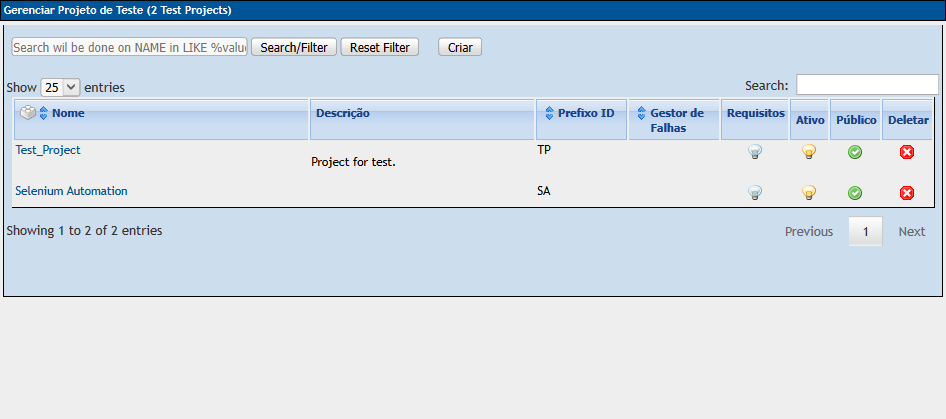 Gerenciar Projeto de Teste (2 Test Projects)
Search wil be done on NAME in LIKE %valu Search/Filter Reset Filter Criar
Show 25 entries Search:
Nome Descrição Prefixo ID Gestor de Falhas Requisitos Ativo Público Deletar
Test_Project Project for test. TP
Selenium Automation SA
Showing 1 to 2 of 2 entries Previous 1 Next